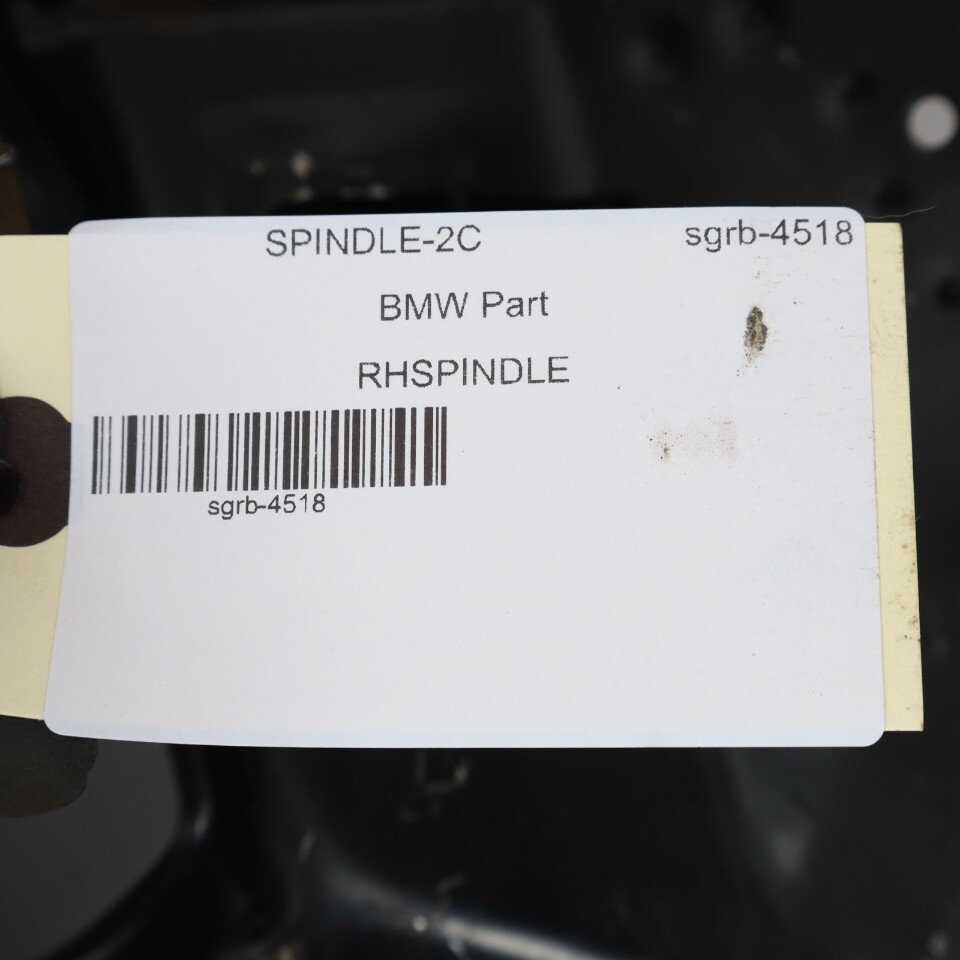 SPINDLE-2C sgrb-4518
BMW Part
RHSPINDLE
sgrb-4518